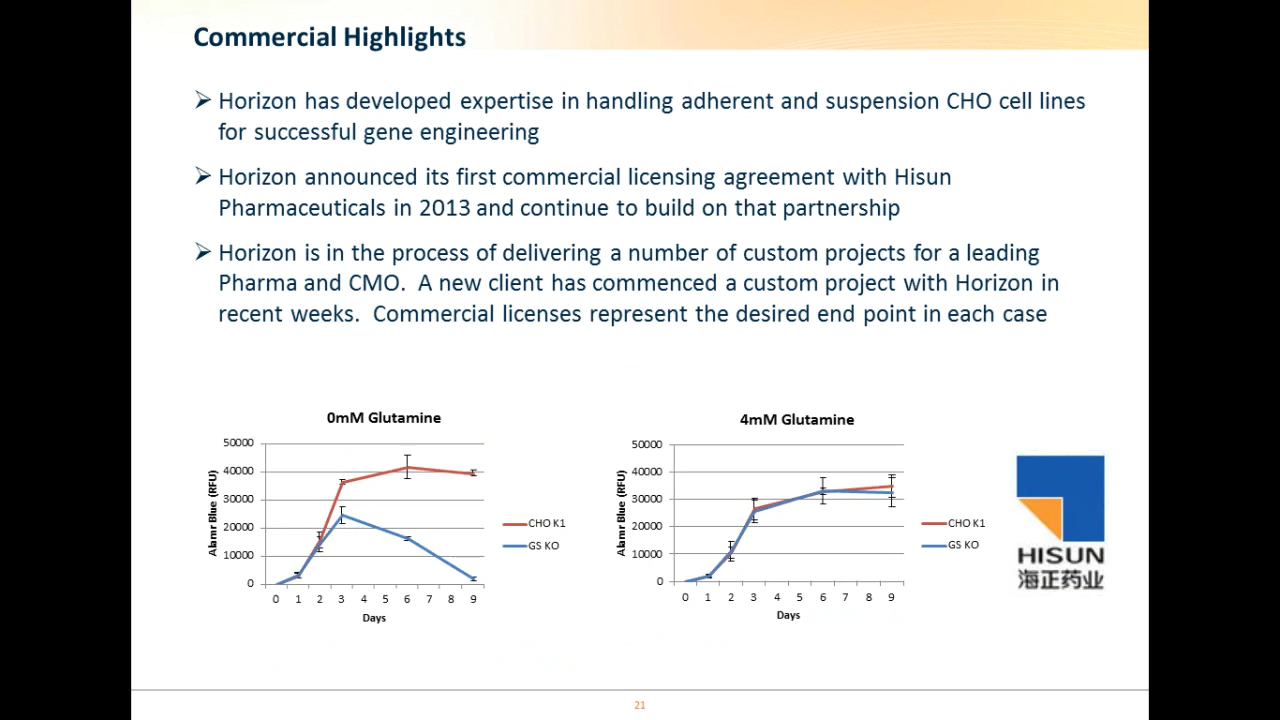 Commercial Highlights
➢ Horizon has developed expertise in handling adherent and suspension CHO cell lines
for successful gene engineering
➢ Horizon announced its first commercial licensing agreement with Hisun
Pharmaceuticals in 2013 and continue to build on that partnership
➢ Horizon is in the process of delivering a number of custom projects for a leading
Pharma and CMO. A new client has commenced a custom project with Horizon in
recent weeks. Commercial licenses represent the desired end point in each case
0mM Glutamine
50000
40000
30000
20000
10000
0
Alamr Blue (RFU)
0 1 2 3 4 5 6 7 8 9
Days
CHO K1
GS KO
4mM Glutamine
50000
40000
30000
20000
10000
0
Alamr Blue (RFU)
0 1 2 3 4 5 6 7 8 9
Days
CHO K1
GS KO
HISUN
海正药业
21